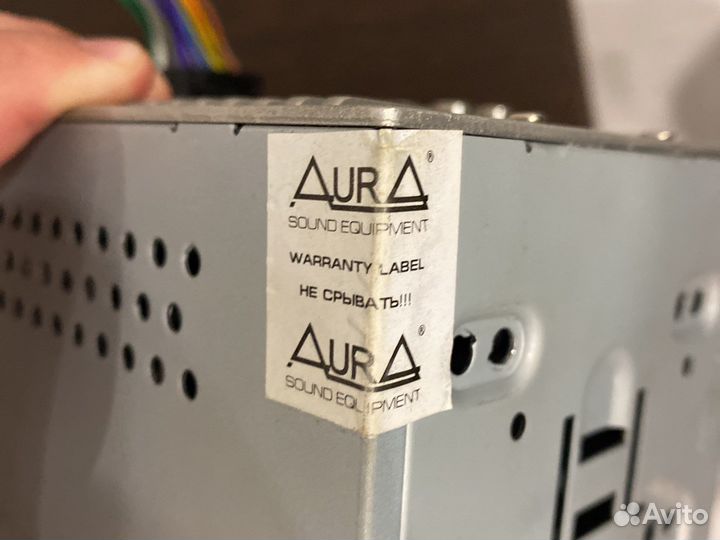 AURA®
SOUND EQUIPMENT
WARRANTY LABEL
НЕ СРЫВАТЬ!!!
AURA®
SOUND EQUIPMENT
Avito